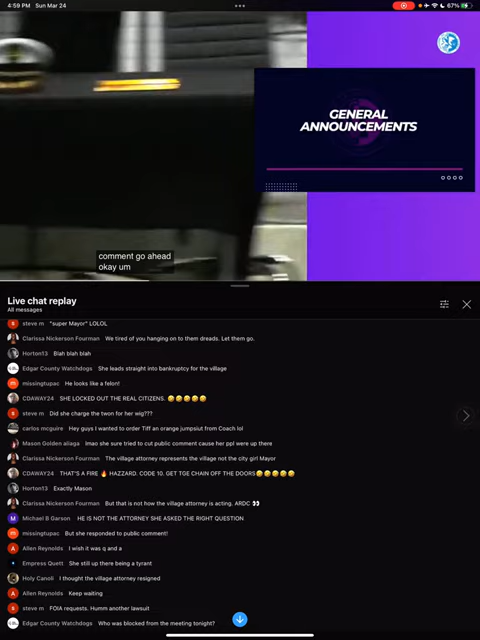 4:59 PM Sun Mar 24
67%
GENERAL
ANNOUNCEMENTS
comment go ahead
okay um
Live chat replay
All messages
steve m "super Mayor" LOLOL
Clarissa Nickerson Fourman We tired of you hanging on to them dreads. Let them go.
Horton13 Blah blah blah
Edgar County Watchdogs She leads straight into bankruptcy for the village
missingtupac He looks like a felon!
CDAWAY24 SHE LOCKED OUT THE REAL CITIZENS. 🤣🤣🤣🤣🤣
steve m Did she charge the twon for her wig???
carlos mcguire Hey guys I wanted to order Tiff an orange jumpsiut from Coach lol
Mason Golden aliaga lmao she sure tried to cut public comment cause her ppl were up there
Clarissa Nickerson Fourman The village attorney represents the village not the city girl Mayor
CDAWAY24 THAT'S A FIRE 🔥 HAZZARD. CODE 10. GET TGE CHAIN OFF THE DOORS🤣🤣🤣🤣🤣
Horton13 Exactly Mason
Clarissa Nickerson Fourman But that is not how the village attorney is acting. ARDC 👀
M Michael B Garson HE IS NOT THE ATTORNEY SHE ASKED THE RIGHT QUESTION
missingtupac But she responded to public comment!
A Allen Reynolds I wish it was q and a
Empress Quett She still up there being a tyrant
Holy Canoli I thought the village attorney resigned
A Allen Reynolds Keep waiting
steve m FOIA requests. Humm another lawsuit
Edgar County Watchdogs Who was blocked from the meeting tonight?